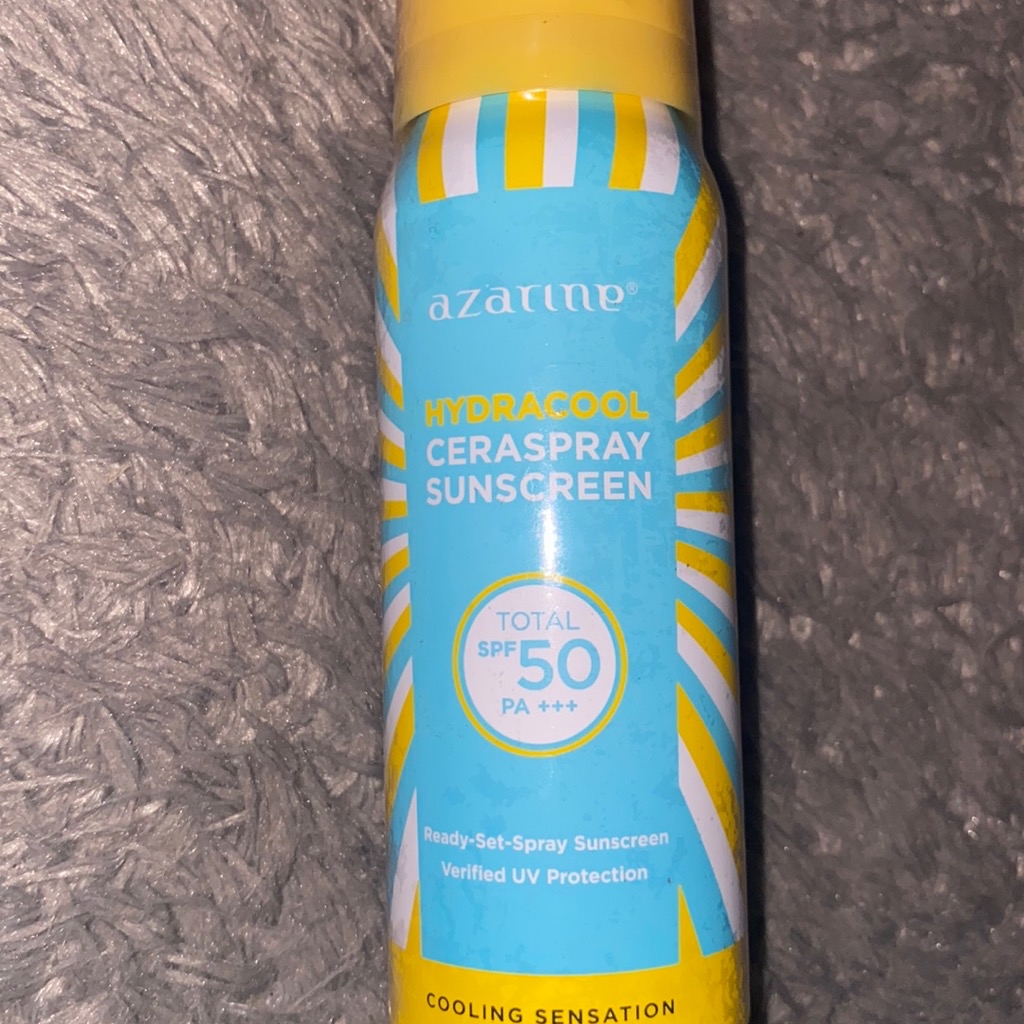 azarine®
HYDRACOOL
CERASPRAY
SUNSCREEN
TOTAL
SPF 50
PA +++
Ready-Set-Spray Sunscreen
Verified UV Protection
COOLING SENSATION